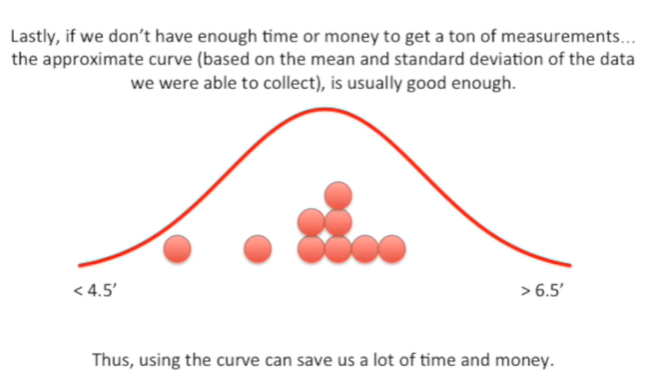 Lastly, if we don’t have enough time or money to get a ton of measurements…
the approximate curve (based on the mean and standard deviation of the data
we were able to collect), is usually good enough.
< 4.5’
> 6.5’
Thus, using the curve can save us a lot of time and money.